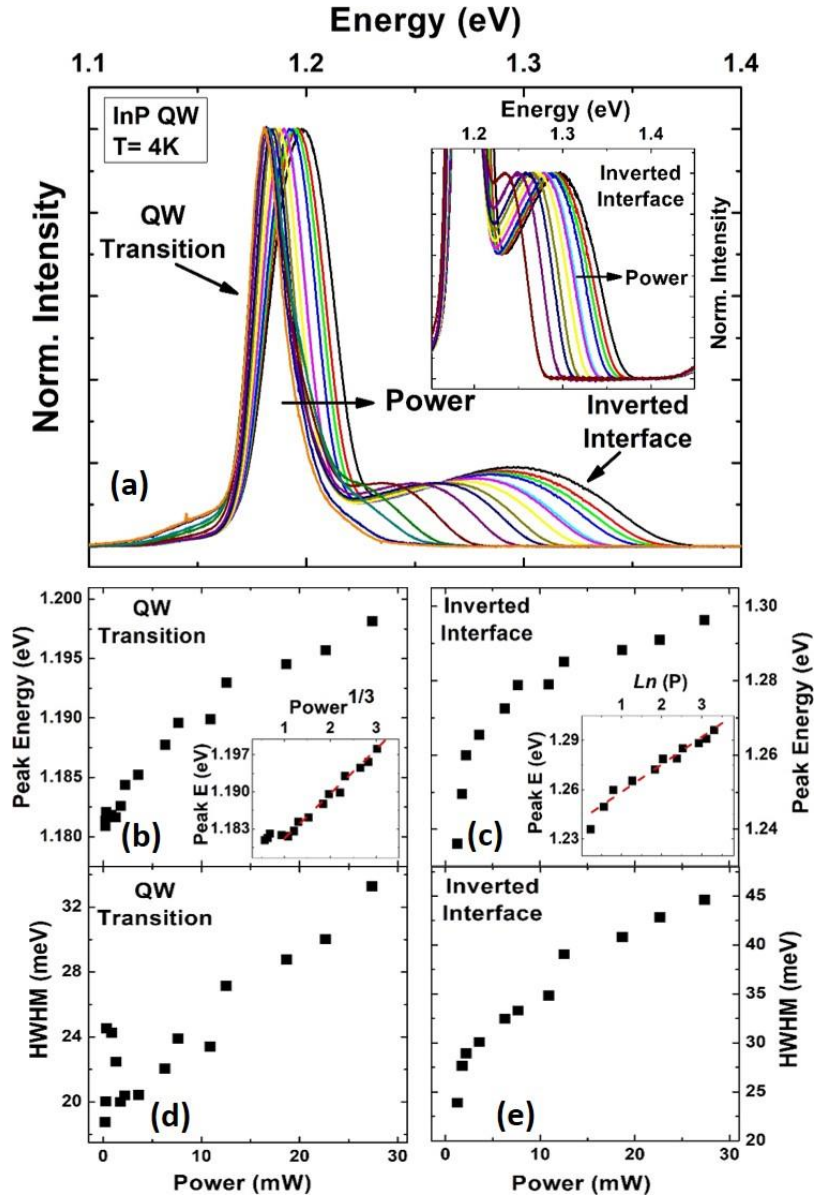 Energy (eV)
1.1 1.2 1.3 1.4
InP QW
T= 4K
QW
Transition
Norm. Intensity
Power
Inverted
Interface
(a)
Energy (eV)
1.2 1.3 1.4
Inverted
Interface
Power
Norm. Intensity
1.200
1.195
1.190
1.185
1.180
Peak Energy (eV)
QW
Transition
(b)
Power1/3
1 2 3
1.197
1.190
1.183
Peak E (eV)
Inverted
Interface
(c)
1.30
1.28
1.26
1.24
Peak Energy (eV)
Ln (P)
1 2 3
1.29
1.26
1.23
Peak E (eV)
QW
Transition
(d)
32
28
24
20
HWHM (meV)
0 10 20 30
Power (mW)
Inverted
Interface
(e)
45
40
35
30
25
20
HWHM (meV)
0 10 20 30
Power (mW)